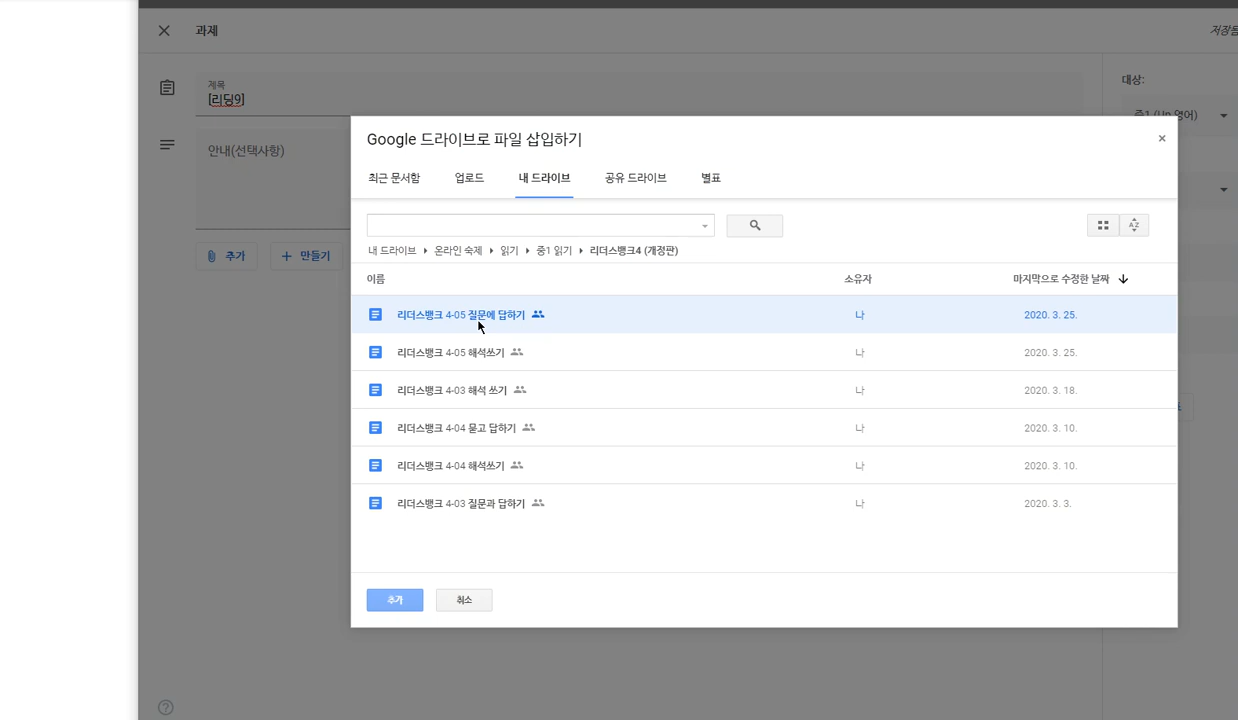 과제
저장됨
제목
[리딩9]
안내(선택사항)
추가
만들기
대상:
Google 드라이브로 파일 삽입하기
최근 문서함 업로드 내 드라이브 공유 드라이브 별표
내 드라이브 온라인 숙제 읽기 중1 읽기 리더스뱅크4 (개정판)
이름 소유자 마지막으로 수정한 날짜
리더스뱅크 4-05 질문에 답하기 나 2020. 3. 25.
리더스뱅크 4-05 해석쓰기 나 2020. 3. 25.
리더스뱅크 4-03 해석 쓰기 나 2020. 3. 18.
리더스뱅크 4-04 묻고 답하기 나 2020. 3. 10.
리더스뱅크 4-04 해석쓰기 나 2020. 3. 10.
리더스뱅크 4-03 질문과 답하기 나 2020. 3. 3.
추가 취소